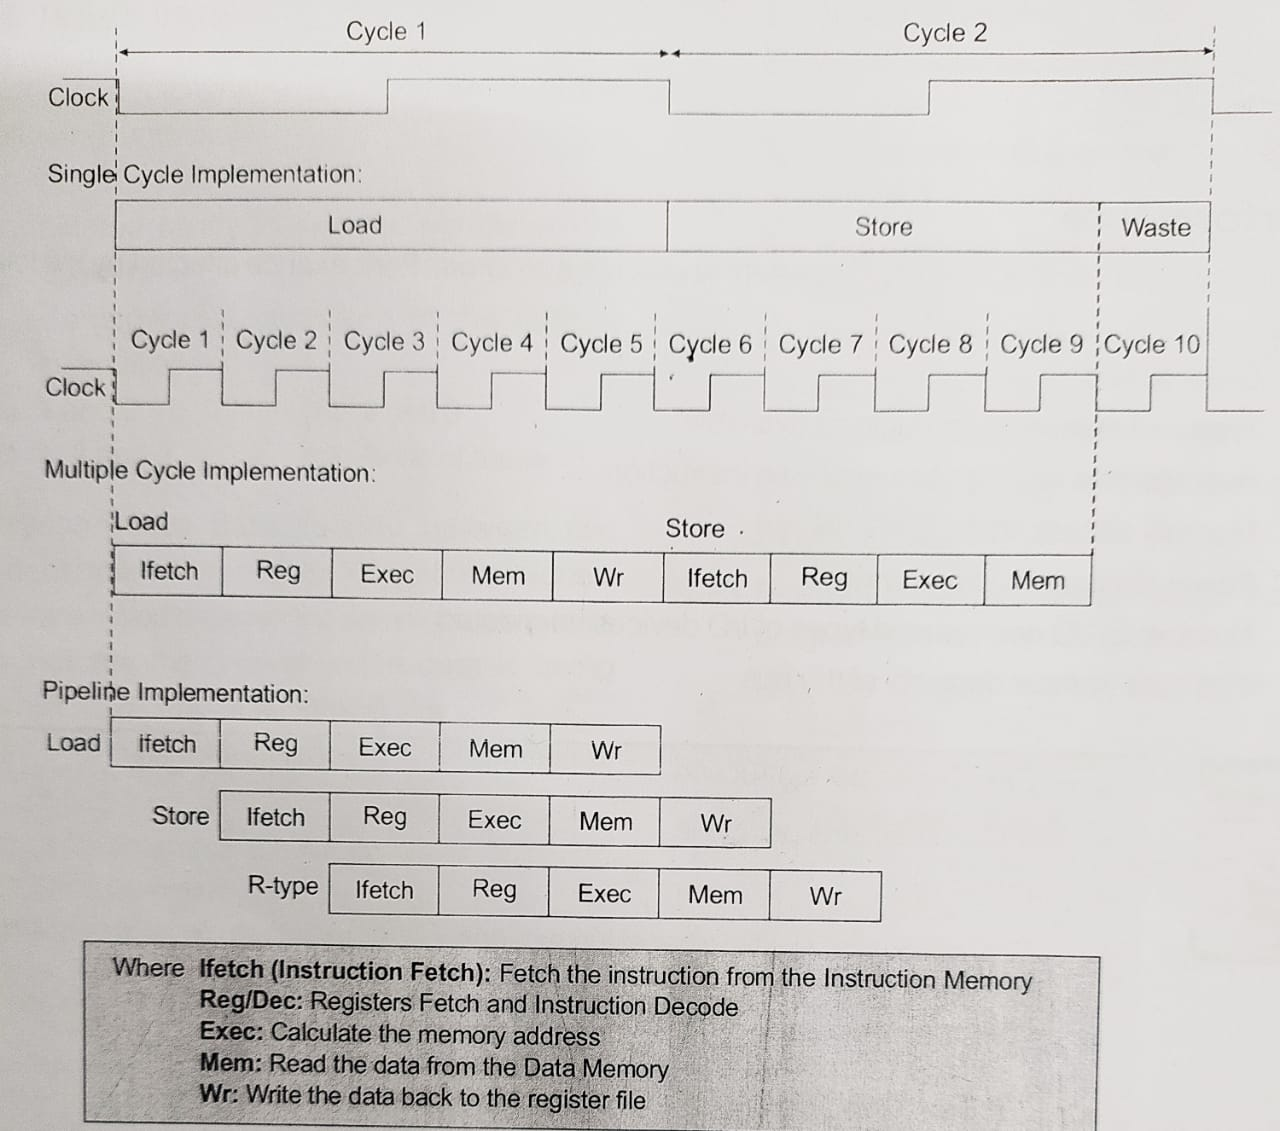 Cycle 1 Cycle 2
Clock
Single Cycle Implementation:
Load Store Waste
Cycle 1 Cycle 2 Cycle 3 Cycle 4 Cycle 5 Cycle 6 Cycle 7 Cycle 8 Cycle 9 Cycle 10
Clock
Multiple Cycle Implementation:
Load Store
Ifetch Reg Exec Mem Wr Ifetch Reg Exec Mem
Pipeline Implementation:
Load Ifetch Reg Exec Mem Wr
Store Ifetch Reg Exec Mem Wr
R-type Ifetch Reg Exec Mem Wr
Where Ifetch (Instruction Fetch): Fetch the instruction from the Instruction Memory
Reg/Dec: Registers Fetch and Instruction Decode
Exec: Calculate the memory address
Mem: Read the data from the Data Memory
Wr: Write the data back to the register file